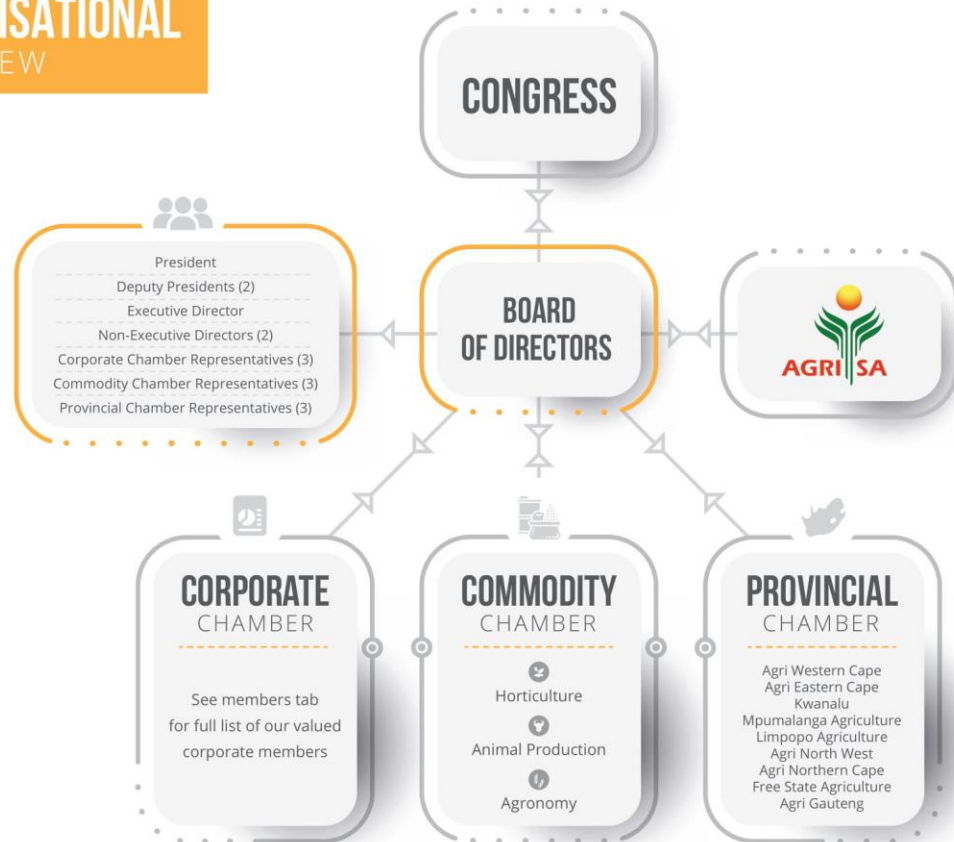 ISATIONAL
EW
CONGRESS
President
Deputy Presidents (2)
Executive Director
Non-Executive Directors (2)
Corporate Chamber Representatives (3)
Commodity Chamber Representatives (3)
Provincial Chamber Representatives (3)
BOARD
OF DIRECTORS
AGRI SA
CORPORATE
CHAMBER
See members tab
for full list of our valued
corporate members
COMMODITY
CHAMBER
Horticulture
Animal Production
Agronomy
PROVINCIAL
CHAMBER
Agri Western Cape
Agri Eastern Cape
Kwanalu
Mpumalanga Agriculture
Limpopo Agriculture
Agri North West
Agri Northern Cape
Free State Agriculture
Agri Gauteng